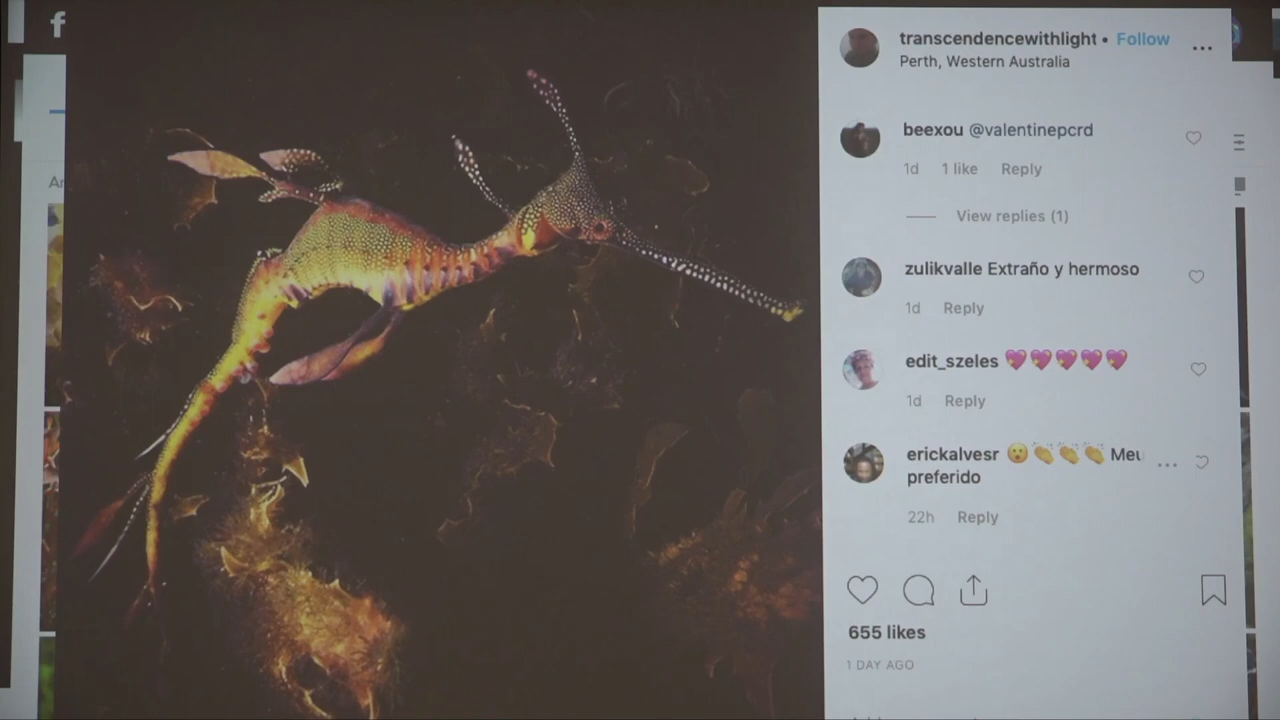 f
transcendencewithlight • Follow
Perth, Western Australia
beexou @valentinepcrd
1d 1 like Reply
View replies (1)
zulikvalle Extraño y hermoso
1d Reply
edit_szeles 💖💖💖💖💖
1d Reply
erickalvesr 😮👏👏👏 Meu
preferido
22h Reply
655 likes
1 DAY AGO